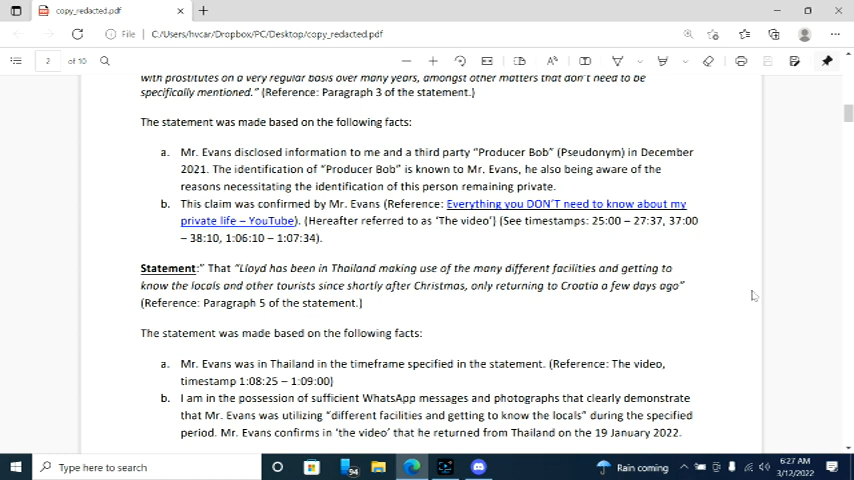 copy_redacted.pdf
File
C:/Users/hvcar/Dropbox/PC/Desktop/copy_redacted.pdf
2 of 10
with prostitutes on a very regular basis over many years, amongst other matters that don't need to be
specifically mentioned." (Reference: Paragraph 3 of the statement.)
The statement was made based on the following facts:
a. Mr. Evans disclosed information to me and a third party "Producer Bob" (Pseudonym) in December
2021. The identification of "Producer Bob" is known to Mr. Evans, he also being aware of the
reasons necessitating the identification of this person remaining private.
b. This claim was confirmed by Mr. Evans (Reference: Everything you DON'T need to know about my
private life – YouTube). (Hereafter referred to as 'The video') (See timestamps: 25:00 – 27:37, 37:00
– 38:10, 1:06:10 – 1:07:34).
Statement:" That "Lloyd has been in Thailand making use of the many different facilities and getting to
know the locals and other tourists since shortly after Christmas, only returning to Croatia a few days ago"
(Reference: Paragraph 5 of the statement.)
The statement was made based on the following facts:
a. Mr. Evans was in Thailand in the timeframe specified in the statement. (Reference: The video,
timestamp 1:08:25 – 1:09:00)
b. I am in the possession of sufficient WhatsApp messages and photographs that clearly demonstrate
that Mr. Evans was utilizing "different facilities and getting to know the locals" during the specified
period. Mr. Evans confirms in 'the video' that he returned from Thailand on the 19 January 2022.
Type here to search
94
Rain coming
6:27 AM
3/12/2022